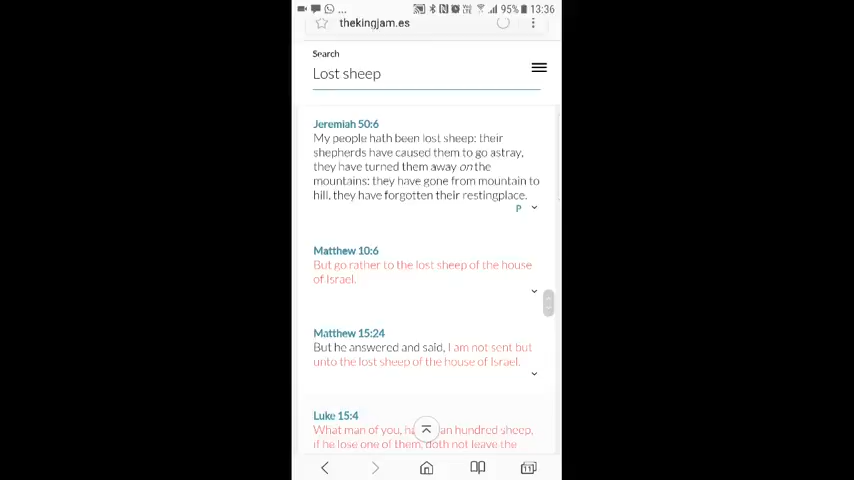 ... 95% 13:36
thekingjam.es
Search
Lost sheep
Jeremiah 50:6
My people hath been lost sheep: their
shepherds have caused them to go astray,
they have turned them away on the
mountains: they have gone from mountain to
hill, they have forgotten their restingplace.
P
Matthew 10:6
But go rather to the lost sheep of the house
of Israel.
Matthew 15:24
But he answered and said, I am not sent but
unto the lost sheep of the house of Israel.
Luke 15:4
What man of you, an hundred sheep,
if he lose one of them, doth not leave the
11